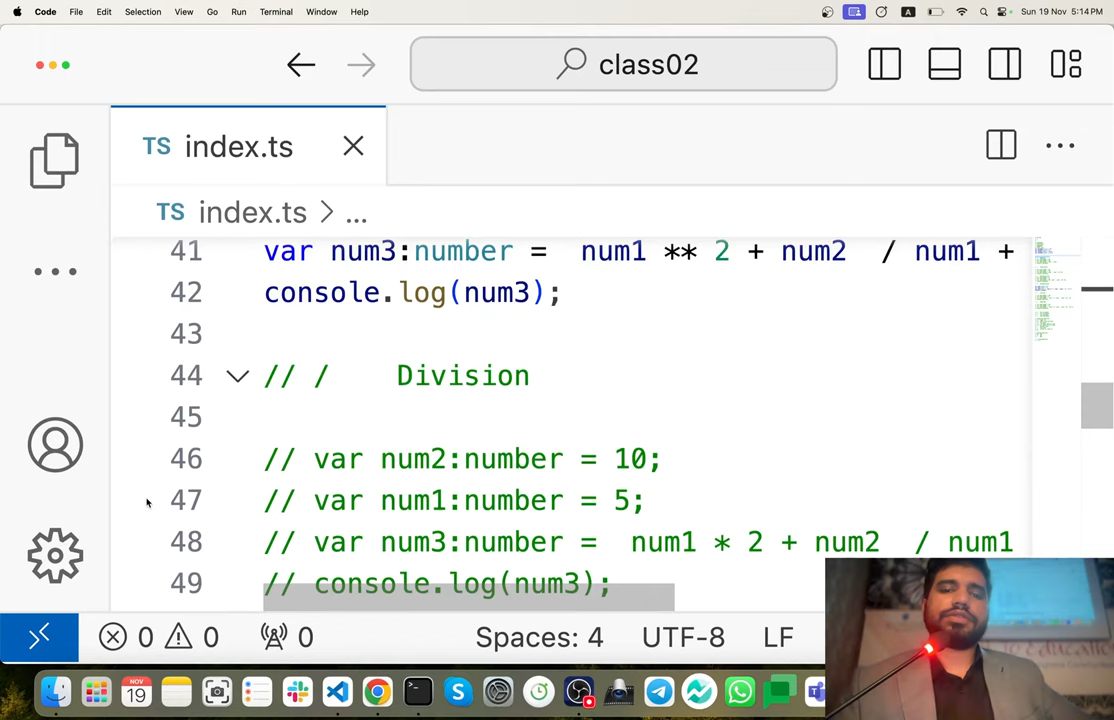 Code File Edit Selection View Go Run Terminal Window Help
A
Sun 19 Nov 5:14 PM
class02
TS index.ts
TS index.ts > ...
41 var num3:number = num1 ** 2 + num2 / num1 +
42 console.log(num3);
43
44 // / Division
45
46 // var num2:number = 10;
47 // var num1:number = 5;
48 // var num3:number = num1 * 2 + num2 / num1
49 // console.log(num3);
0 0 0 Spaces: 4 UTF-8 LF
NOV
19